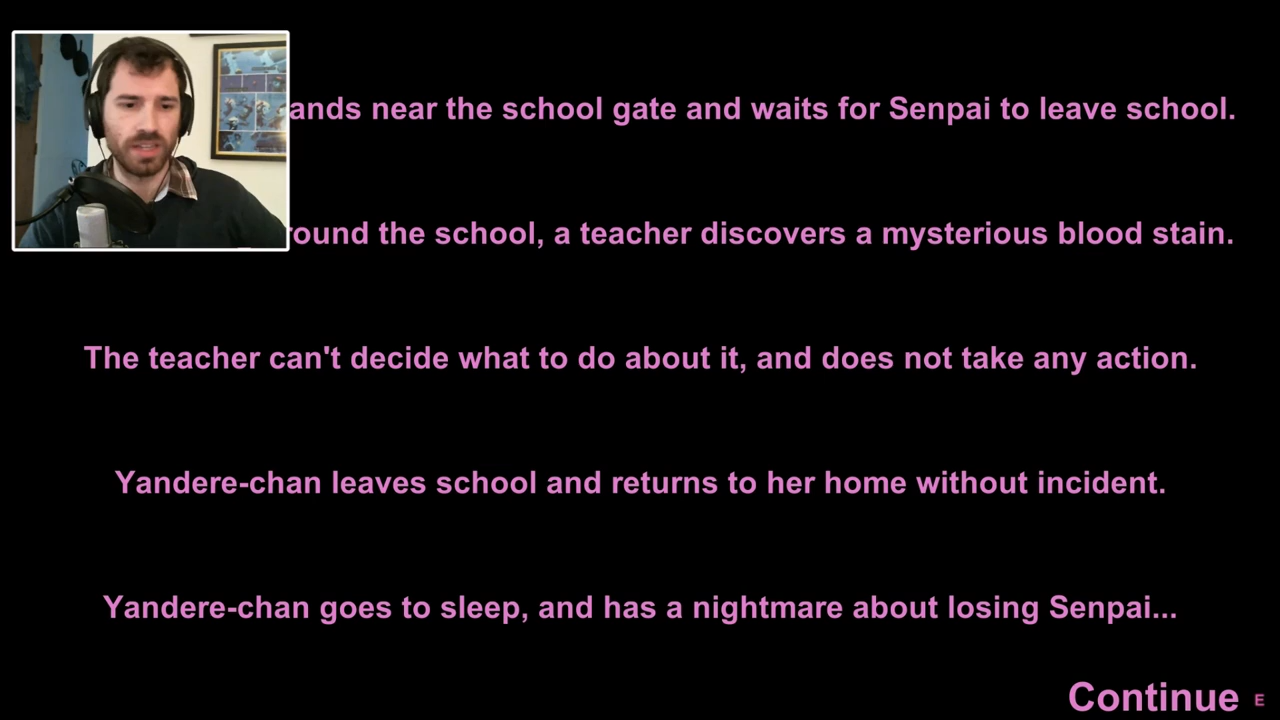 near the school gate and waits for Senpai to leave school.
the school, a teacher discovers a mysterious blood stain.
The teacher can't decide what to do about it, and does not take any action.
Yandere-chan leaves school and returns to her home without incident.
Yandere-chan goes to sleep, and has a nightmare about losing Senpai...
Continue E